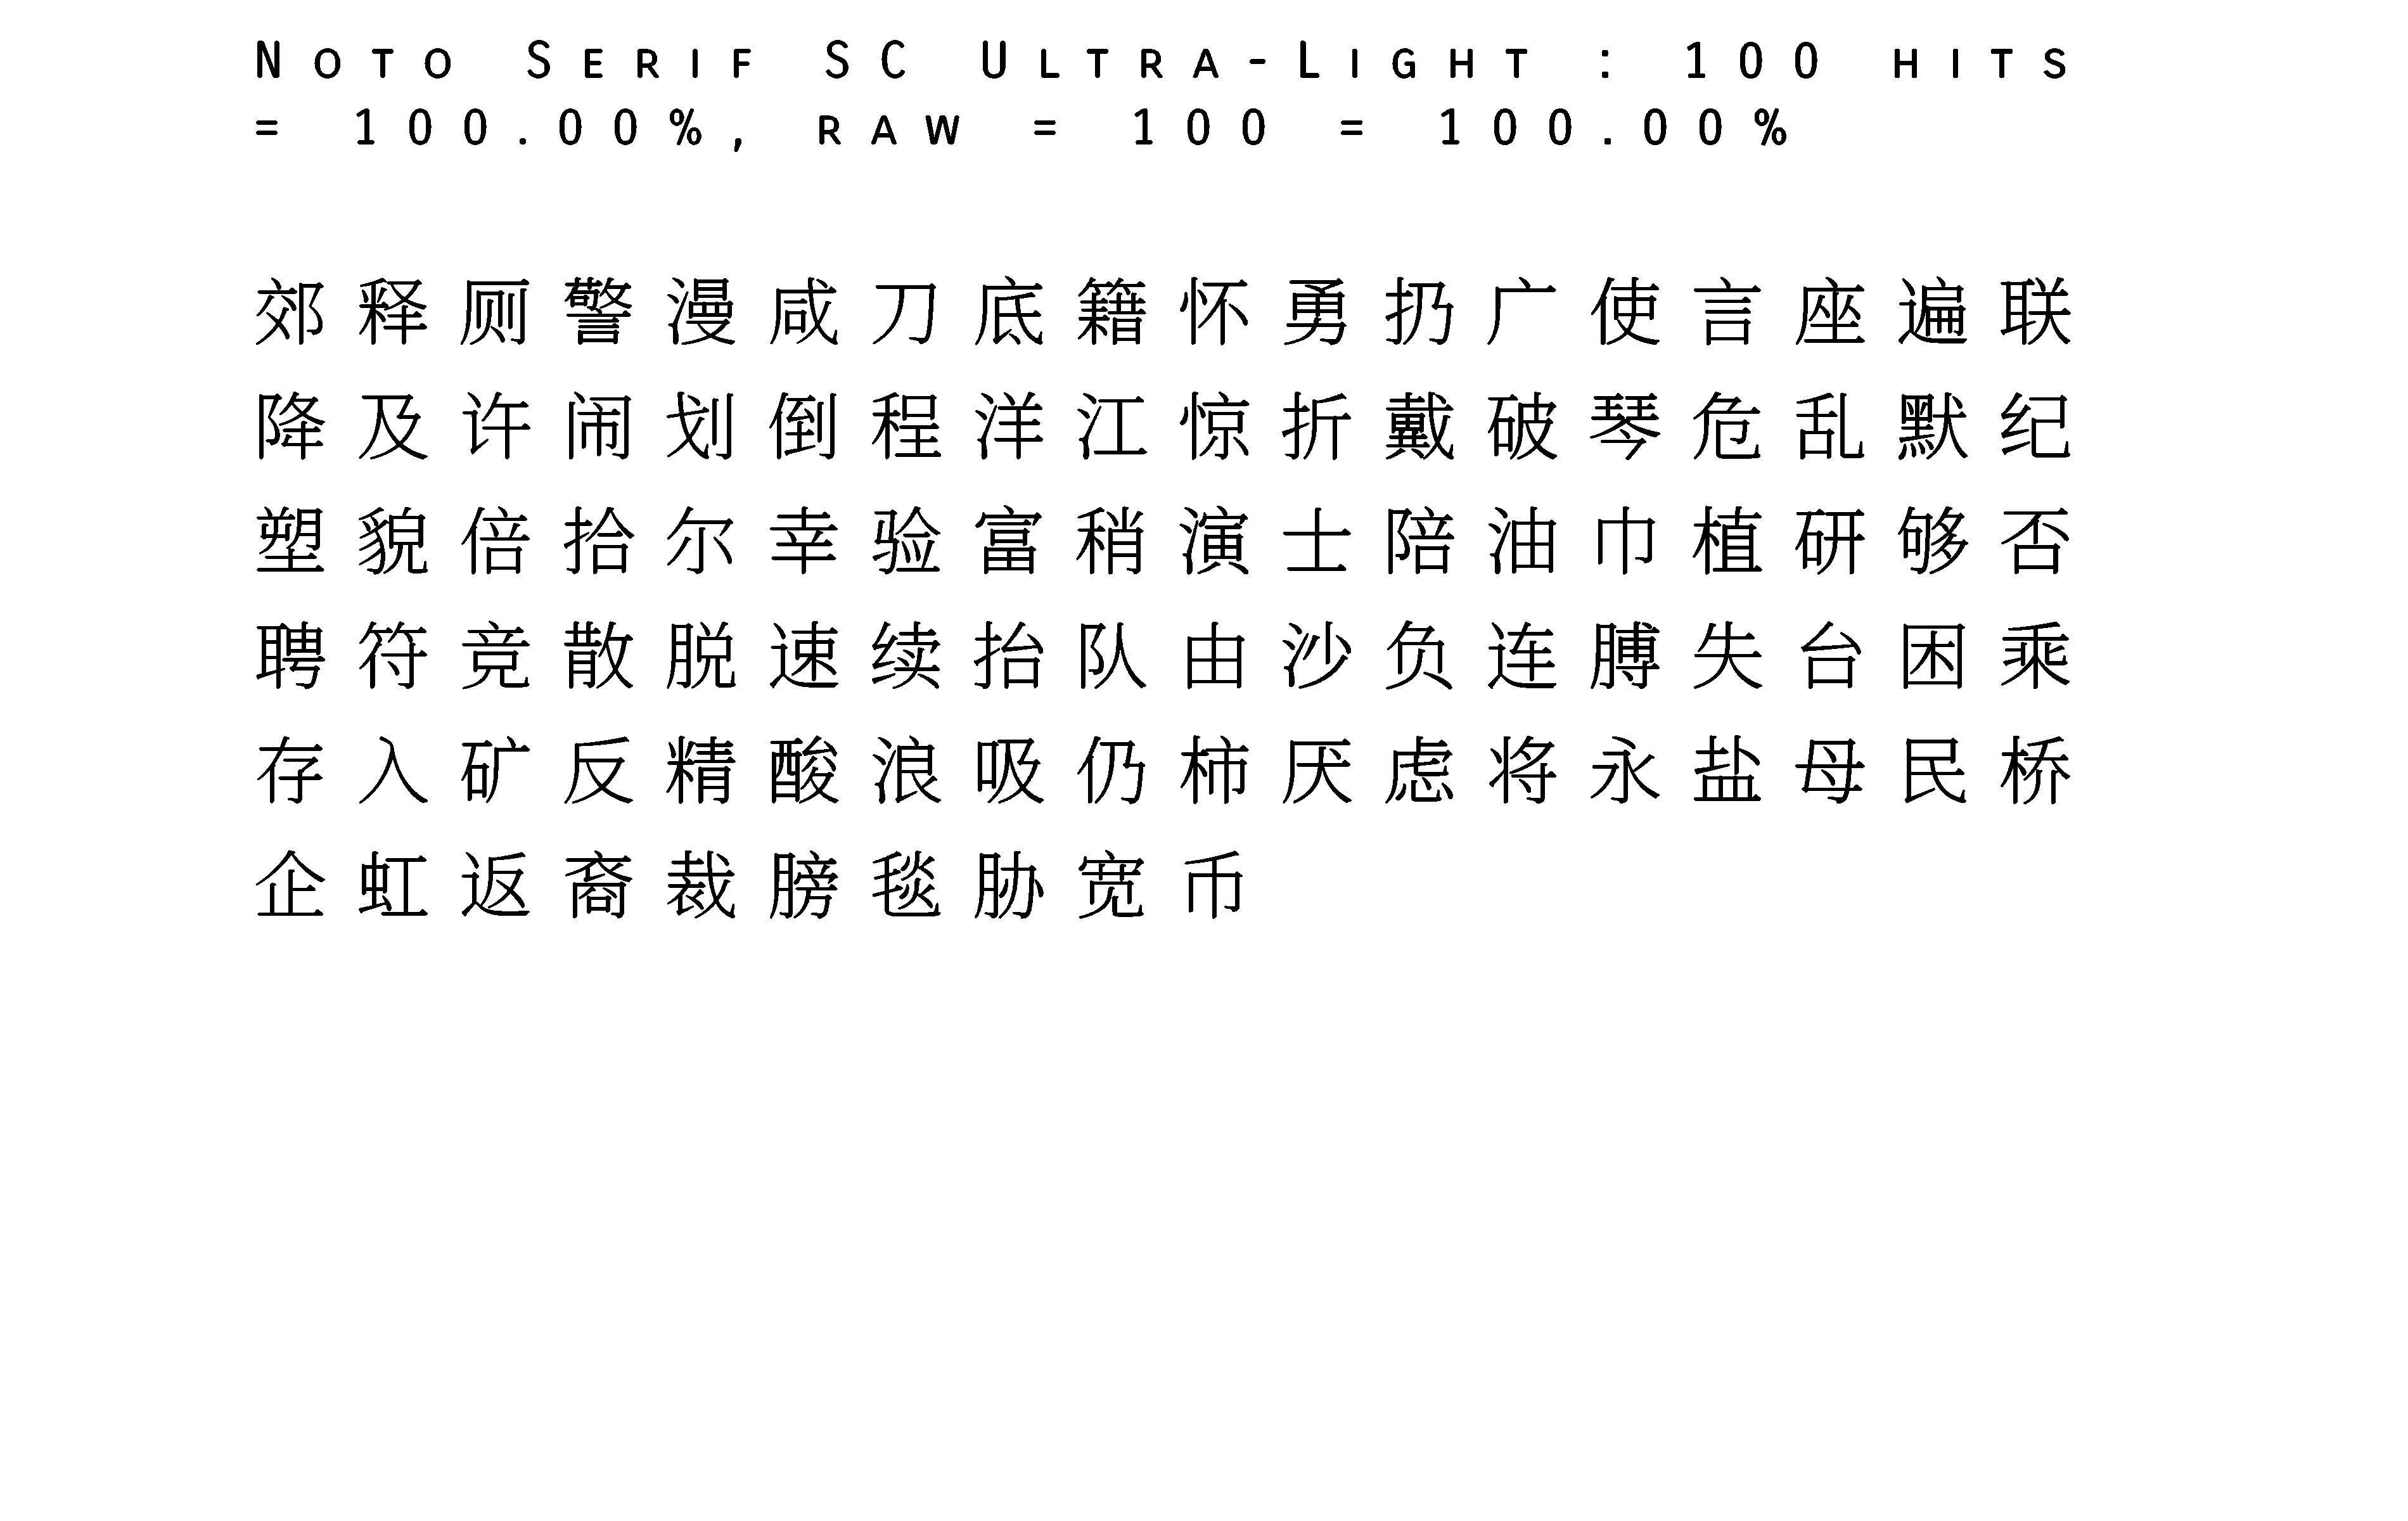 Noto Serif SC Ultra-Light : 100 hits
= 100.00%, raw = 100 = 100.00%
郊释厕警漫咸刀底籍怀勇扔广使言座遍联
降及许闹划倒程洋江惊折戴破琴危乱默纪
塑貌倍拾尔幸验富稍演士陪油巾植研够否
聘符竞散脱速续抬队由沙负连膊失台困乘
存入矿反精酸浪吸仍柿厌虑将永盐母民桥
企虹返裔裁膀毯胁宽币